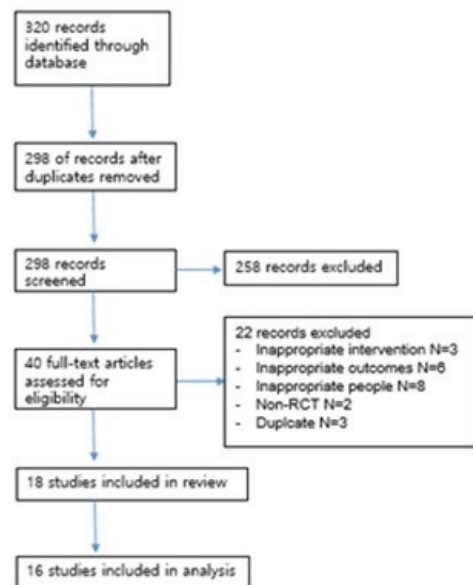 320 records
identified through
database
298 of records after
duplicates removed
298 records
screened
258 records excluded
40 full-text articles
assessed for
eligibility
22 records excluded
- Inappropriate intervention N=3
- Inappropriate outcomes N=6
- Inappropriate people N=8
- Non-RCT N=2
- Duplcate N=3
18 studies included in review
16 studies included in analysis